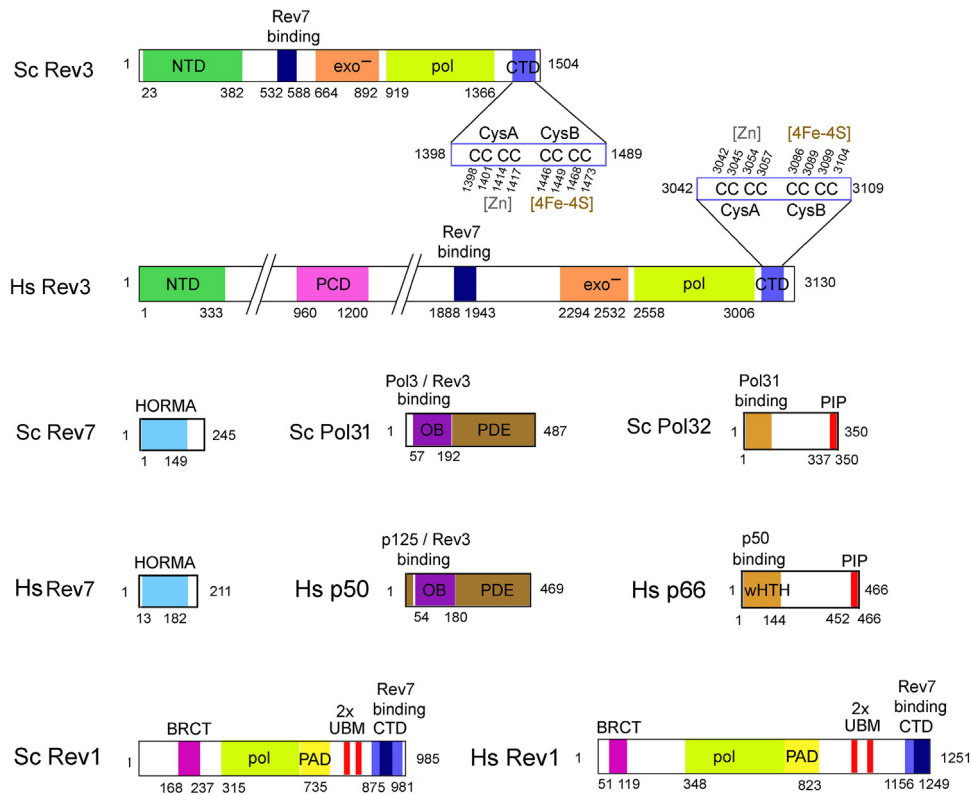 Rev7
binding
Sc Rev3
1
NTD
exo–
pol
CTD
1504
23
382
532
588
664
892
919
1366
CysA
CysB
1398
CC CC
CC CC
1489
1398
1401
1414
1417
1446
1449
1468
1473
[Zn]
[4Fe-4S]
[Zn]
[4Fe-4S]
3042
3045
3054
3057
3086
3089
3099
3104
3042
CC CC
CC CC
3109
CysA
CysB
Rev7
binding
Hs Rev3
1
NTD
PCD
exo–
pol
CTD
3130
1
333
960
1200
1888
1943
2294
2532
2558
3006
HORMA
Sc Rev7
1
245
1
149
Pol3 / Rev3
binding
Sc Pol31
1
OB
PDE
487
57
192
Pol31
binding
PIP
Sc Pol32
1
350
1
337
350
HORMA
Hs Rev7
1
211
13
182
p125 / Rev3
binding
Hs p50
1
OB
PDE
469
54
180
p50
binding
PIP
Hs p66
1
wHTH
466
1
144
452
466
BRCT
2x
UBM
Rev7
binding
CTD
Sc Rev1
1
pol
PAD
985
168
237
315
735
875
981
BRCT
2x
UBM
Rev7
binding
CTD
Hs Rev1
1
pol
PAD
1251
51
119
348
823
1156
1249